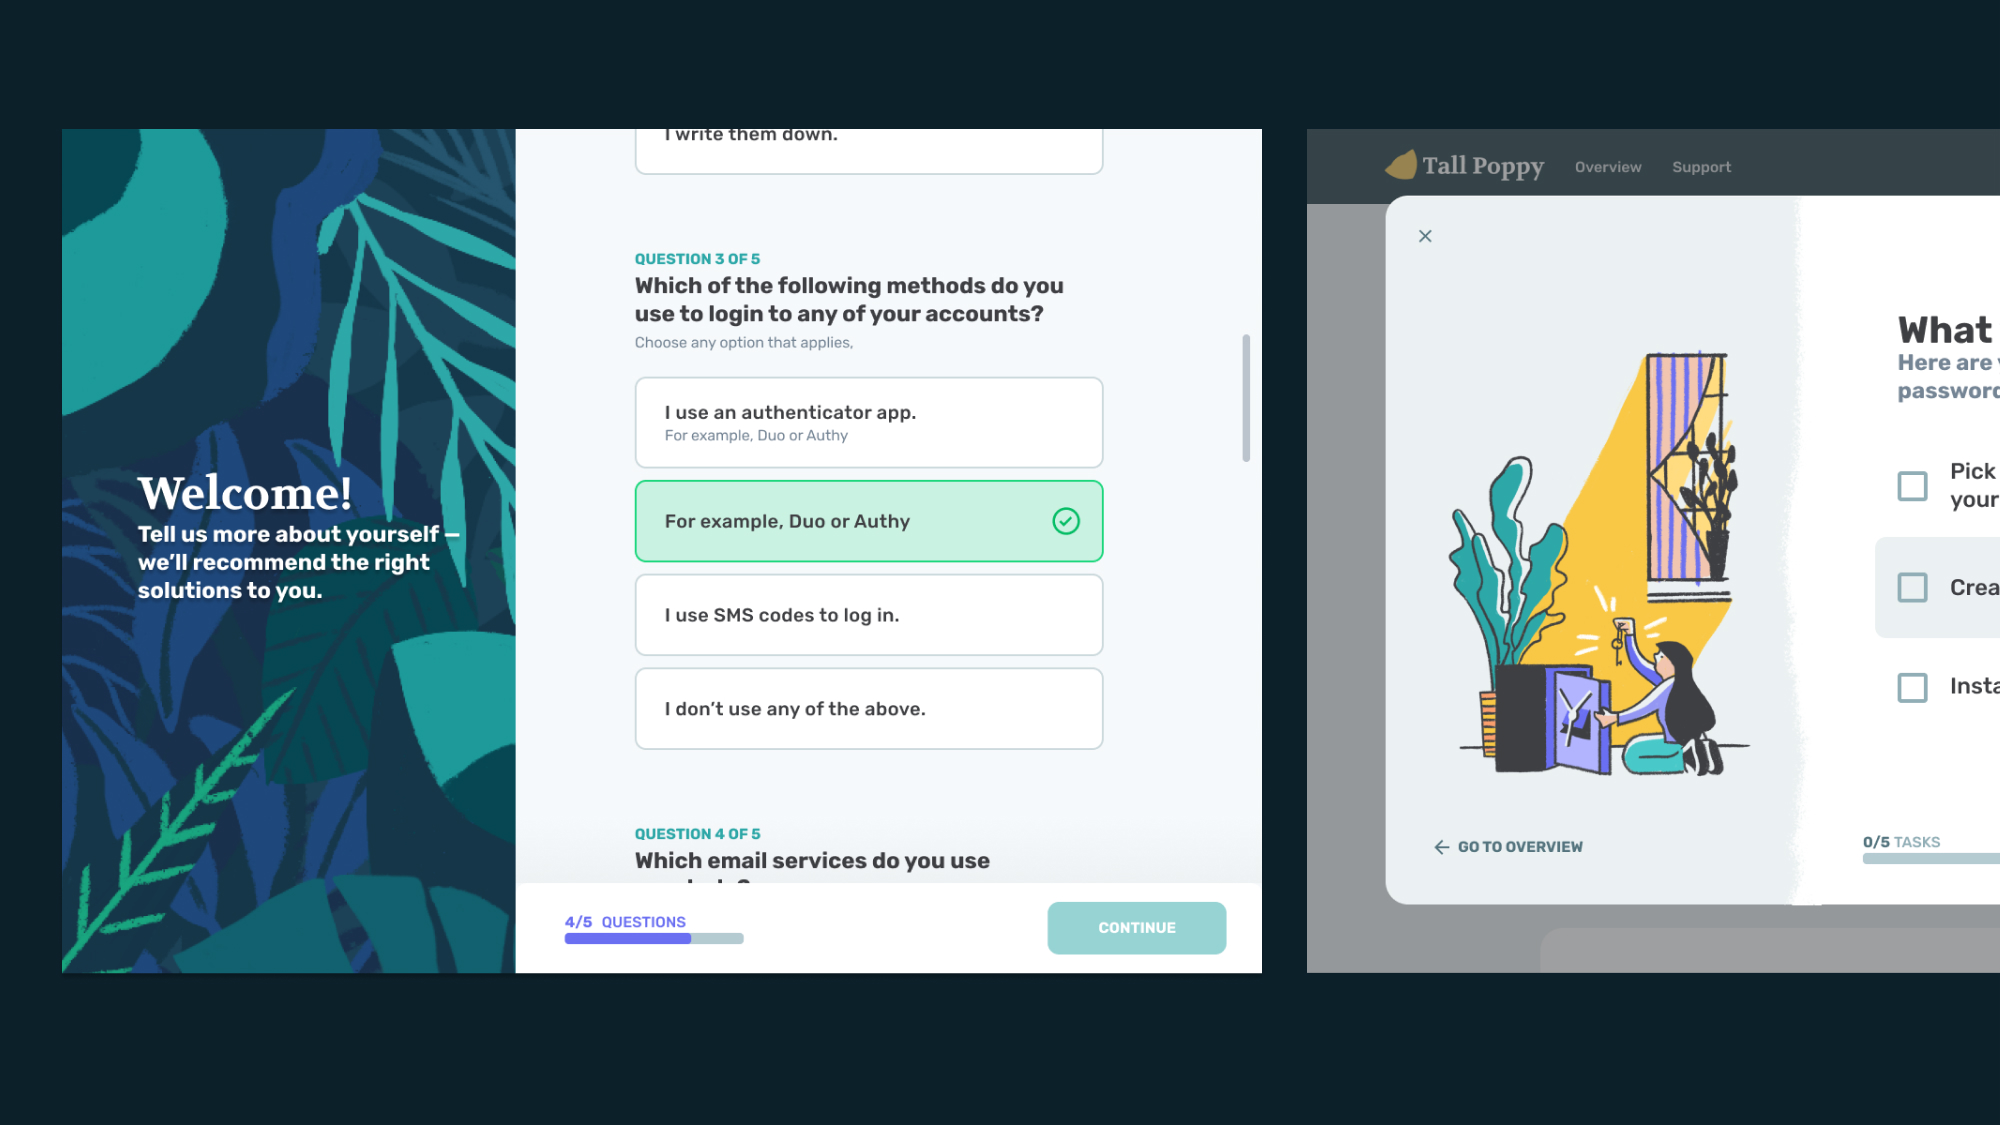 Welcome!
Tell us more about yourself –
we'll recommend the right
solutions to you.
I write them down.
QUESTION 3 OF 5
Which of the following methods do you
use to login to any of your accounts?
Choose any option that applies,
I use an authenticator app.
For example, Duo or Authy
For example, Duo or Authy
I use SMS codes to log in.
I don't use any of the above.
QUESTION 4 OF 5
Which email services do you use
4/5 QUESTIONS
CONTINUE
Tall Poppy
Overview
Support
What
Here are
password
Pick
your
Crea
Insta
GO TO OVERVIEW
0/5 TASKS